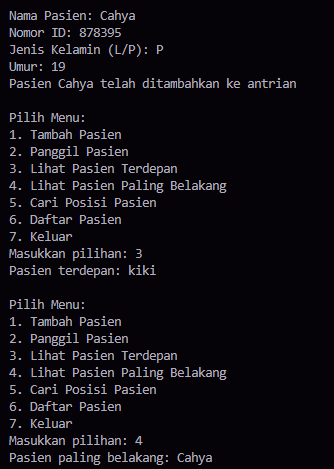 Nama Pasien: Cahya
Nomor ID: 878395
Jenis Kelamin (L/P): P
Umur: 19
Pasien Cahya telah ditambahkan ke antrian

Pilih Menu:
1. Tambah Pasien
2. Panggil Pasien
3. Lihat Pasien Terdepan
4. Lihat Pasien Paling Belakang
5. Cari Posisi Pasien
6. Daftar Pasien
7. Keluar
Masukkan pilihan: 3
Pasien terdepan: kiki

Pilih Menu:
1. Tambah Pasien
2. Panggil Pasien
3. Lihat Pasien Terdepan
4. Lihat Pasien Paling Belakang
5. Cari Posisi Pasien
6. Daftar Pasien
7. Keluar
Masukkan pilihan: 4
Pasien paling belakang: Cahya